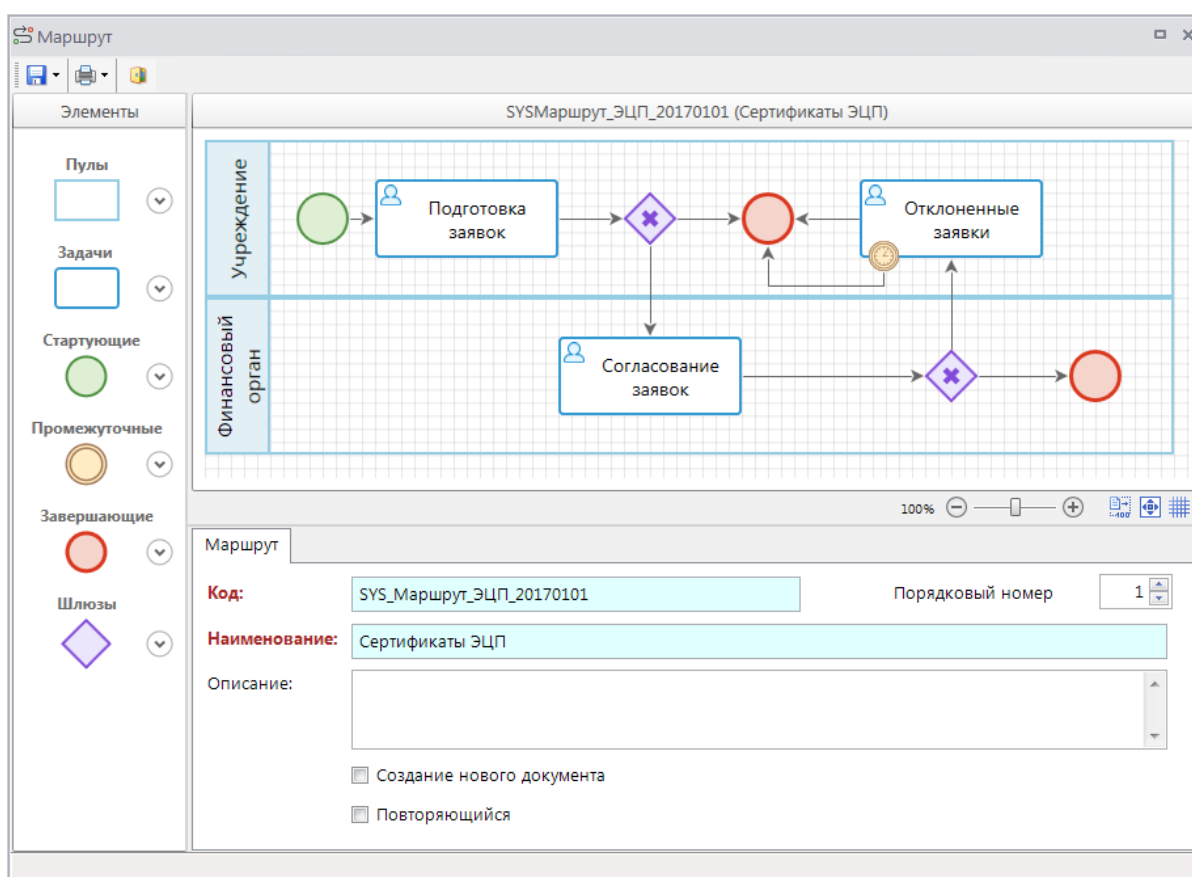 Маршрут
Элементы
SYSМаршрут_ЭЦП_20170101 (Сертификаты ЭЦП)
Пулы
Задачи
Стартующие
Промежуточные
Завершающие
Шлюзы
Учреждение
Подготовка
заявок
Отклоненные
заявки
Финансовый
орган
Согласование
заявок
100%
Маршрут
Код:
SYS_Маршрут_ЭЦП_20170101
Порядковый номер
1
Наименование:
Сертификаты ЭЦП
Описание:
Создание нового документа
Повторяющийся